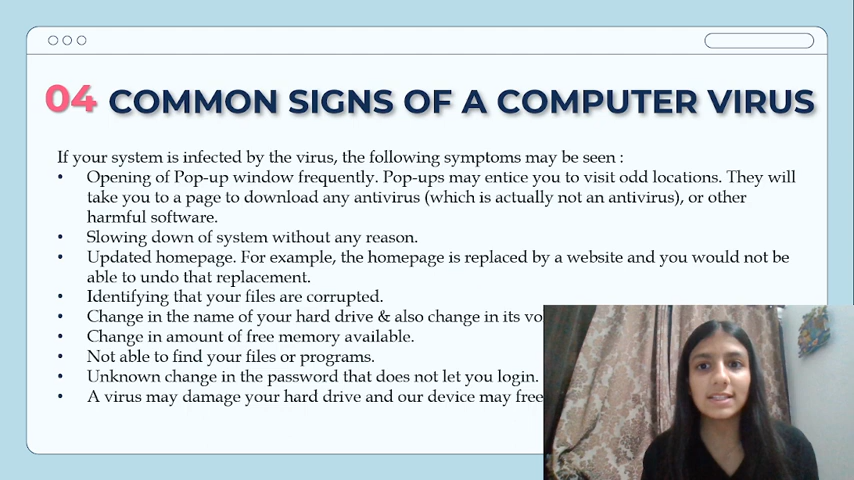 04 COMMON SIGNS OF A COMPUTER VIRUS
If your system is infected by the virus, the following symptoms may be seen :
• Opening of Pop-up window frequently. Pop-ups may entice you to visit odd locations. They will
take you to a page to download any antivirus (which is actually not an antivirus), or other
harmful software.
• Slowing down of system without any reason.
• Updated homepage. For example, the homepage is replaced by a website and you would not be
able to undo that replacement.
• Identifying that your files are corrupted.
• Change in the name of your hard drive & also change in its
• Change in amount of free memory available.
• Not able to find your files or programs.
• Unknown change in the password that does not let you login.
• A virus may damage your hard drive and our device may